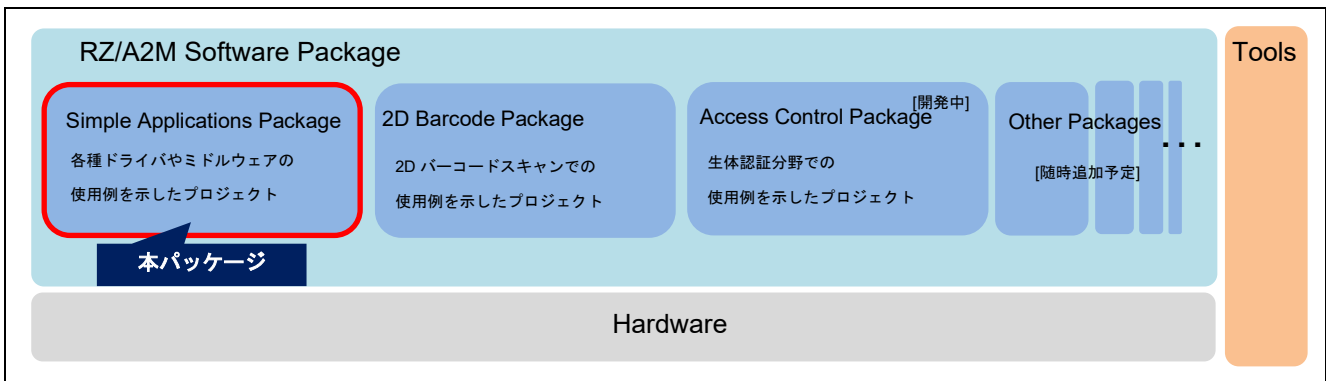 RZ/A2M Software Package
Tools
Simple Applications Package
各種ドライバやミドルウェアの
使用例を示したプロジェクト
本パッケージ
2D Barcode Package
2D バーコードスキャンでの
使用例を示したプロジェクト
[開発中]
Access Control Package
生体認証分野での
使用例を示したプロジェクト
Other Packages
...
[随時追加予定]
Hardware